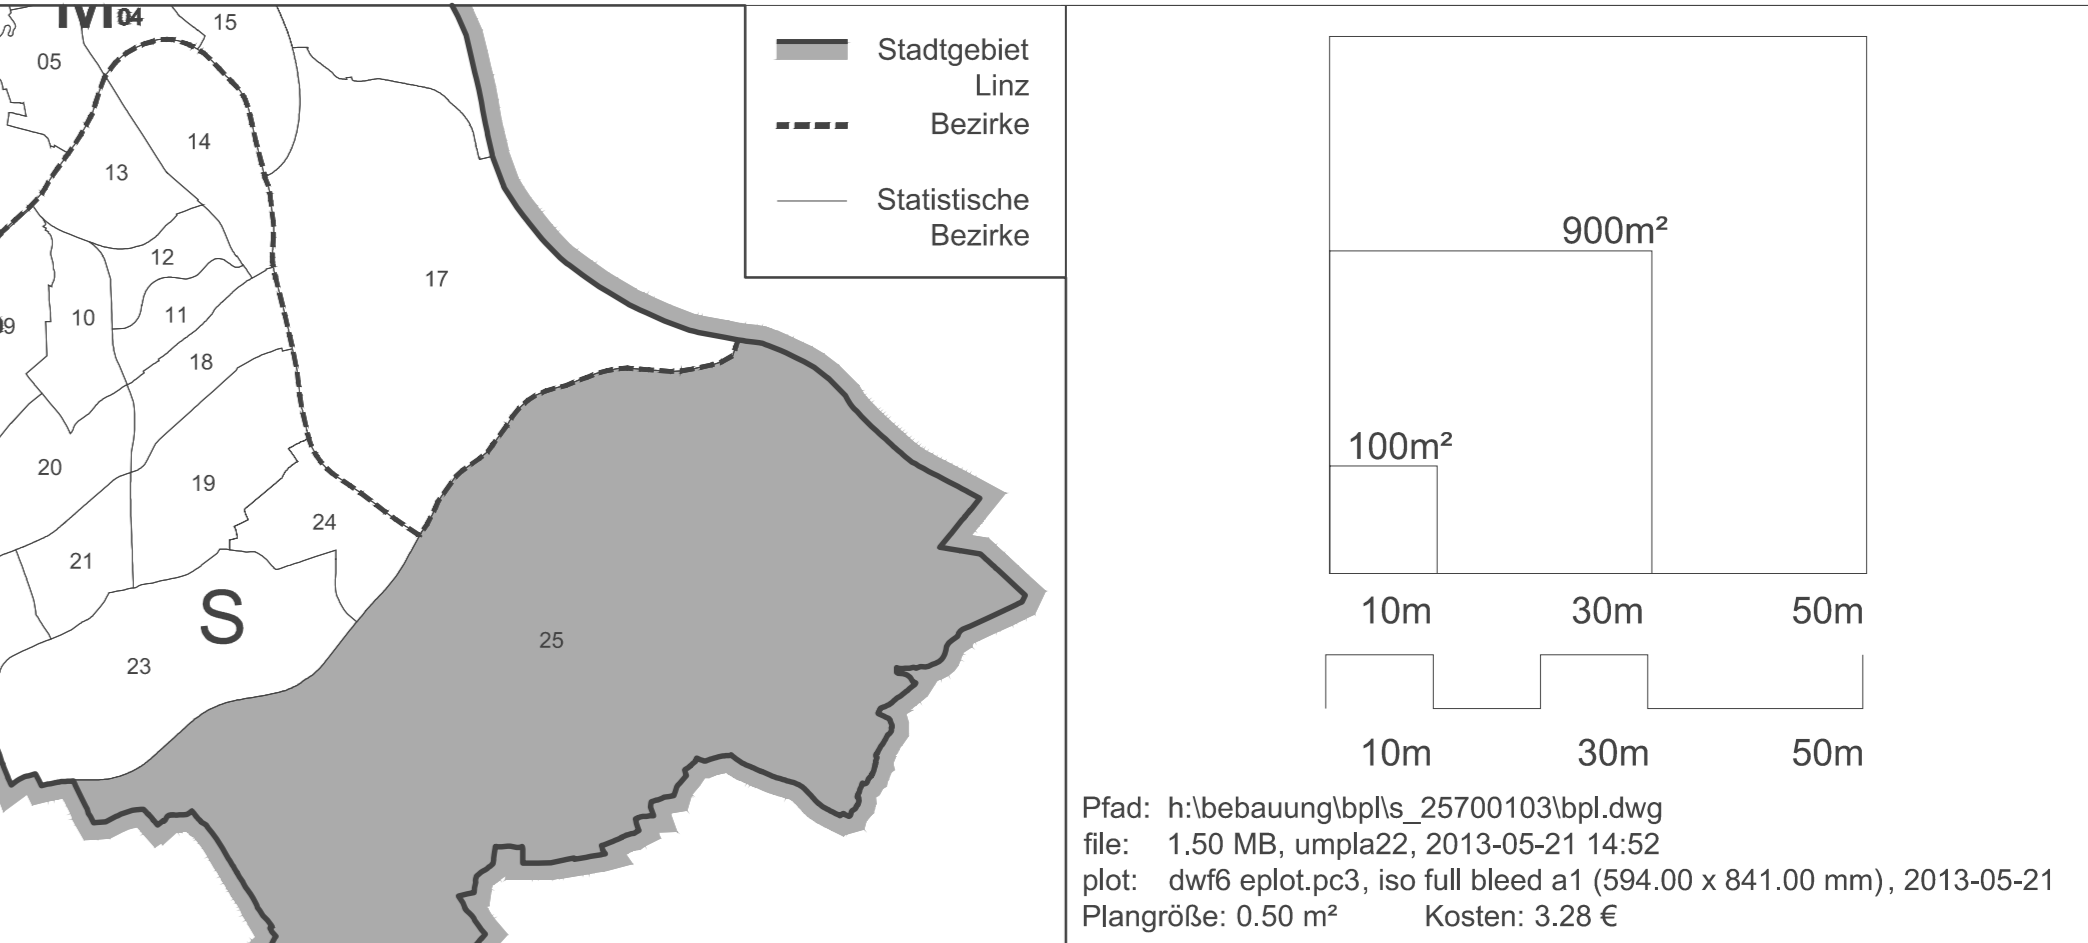 M
04
15
05
14
13
12
17
10
11
9
18
20
19
24
21
S
25
23
Stadtgebiet
Linz
Bezirke
Statistische
Bezirke
900m²
100m²
10m 30m 50m
10m 30m 50m
Pfad: h:\bebauung\bpl\s_25700103\bpl.dwg
file: 1.50 MB, umpla22, 2013-05-21 14:52
plot: dwf6 eplot.pc3, iso full bleed a1 (594.00 x 841.00 mm), 2013-05-21
Plangröße: 0.50 m² Kosten: 3.28 €